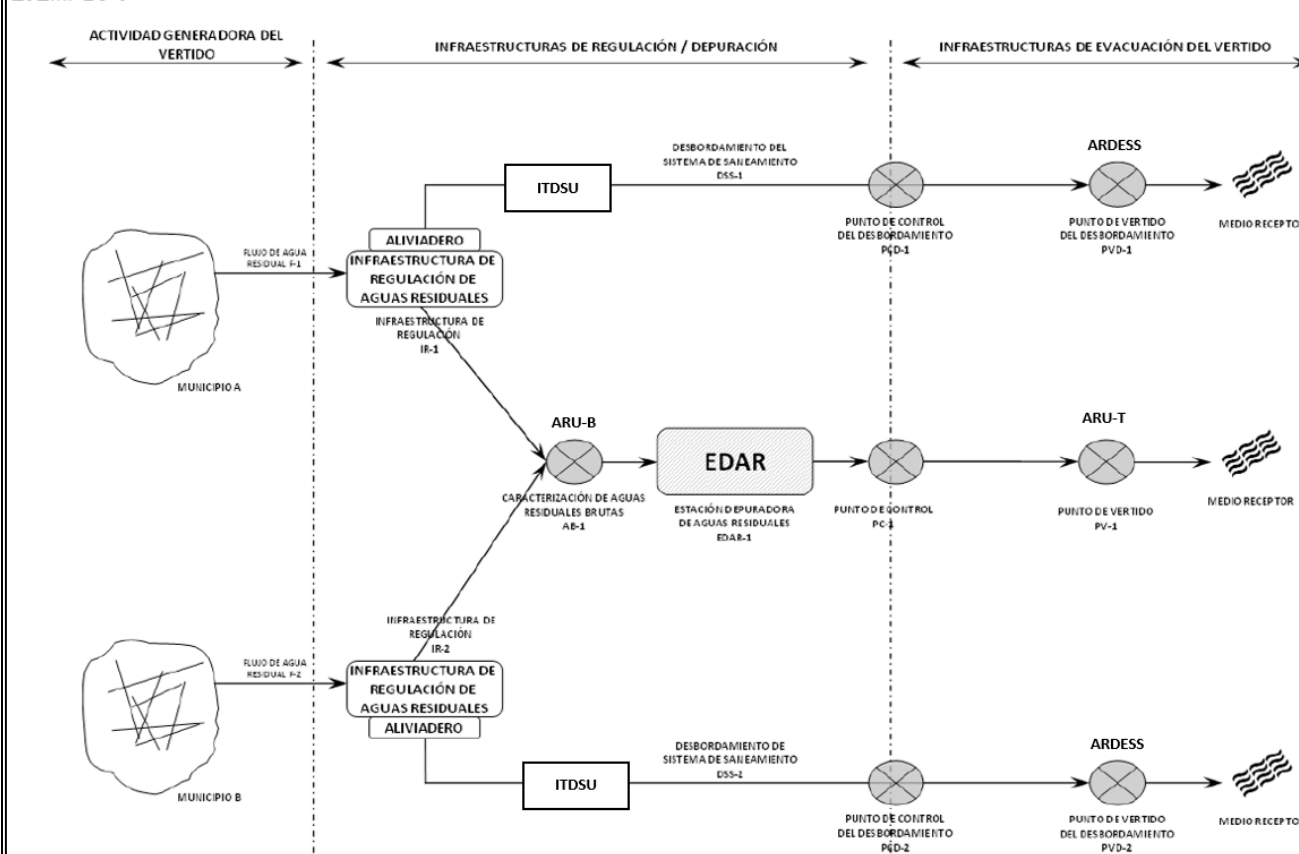 ACTIVIDAD GENERADORA DEL
VERTIDO
INFRAESTRUCTURAS DE REGULACIÓN / DEPURACIÓN
INFRAESTRUCTURAS DE EVACUACIÓN DEL VERTIDO
DESBORDAMIENTO DEL
SISTEMA DE SANEAMIENTO
DSS-1
ARDESS
ITDSU
PUNTO DE CONTROL
DEL DESBORDAMIENTO
PCD-1
PUNTO DE VERTIDO
DEL DESBORDAMIENTO
PVD-1
MEDIO RECEPTO
ALIVIADERO
FLUJO DE AGUA
RESIDUAL F-1
INFRAESTRUCTURA DE
REGULACIÓN DE
AGUAS RESIDUALES
INFRAESTRUCTURA DE
REGULACIÓN
IR-1
MUNICIPIO A
ARU-B
EDAR
ARU-T
CARACTERIZACIÓN DE AGUAS
RESIDUALES BRUTAS
AB-1
ESTACIÓN DEPURADORA
DE AGUAS RESIDUALES
EDAR-1
PUNTO DE CONTROL
PC-1
PUNTO DE VERTIDO
PV-1
MEDIO RECEPTOR
INFRAESTRUCTURA DE
REGULACIÓN
IR-2
FLUJO DE AGUA
RESIDUAL F-2
INFRAESTRUCTURA DE
REGULACIÓN DE
AGUAS RESIDUALES
ALIVIADERO
MUNICIPIO B
DESBORDAMIENTO DE
SISTEMA DE SANEAMIENTO
DSS-2
ARDESS
ITDSU
PUNTO DE CONTROL
DEL DESBORDAMIENTO
PCD-2
PUNTO DE VERTIDO
DEL DESBORDAMIENTO
PVD-2
MEDIO RECEPTO